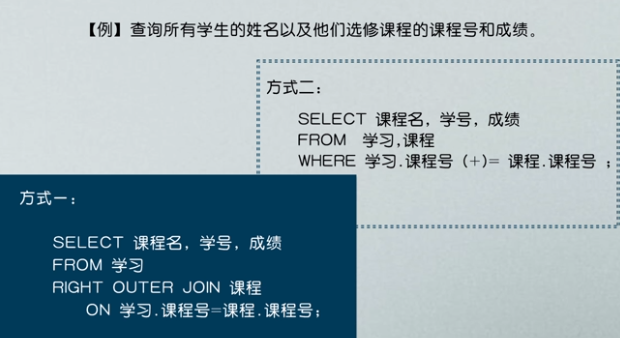 【例】查询所有学生的姓名以及他们选修课程的课程号和成绩。
方式二：
SELECT 课程名，学号，成绩
FROM 学习,课程
WHERE 学习.课程号 (+)= 课程.课程号 ;
方式一：
SELECT 课程名，学号，成绩
FROM 学习
RIGHT OUTER JOIN 课程
ON 学习.课程号=课程.课程号;